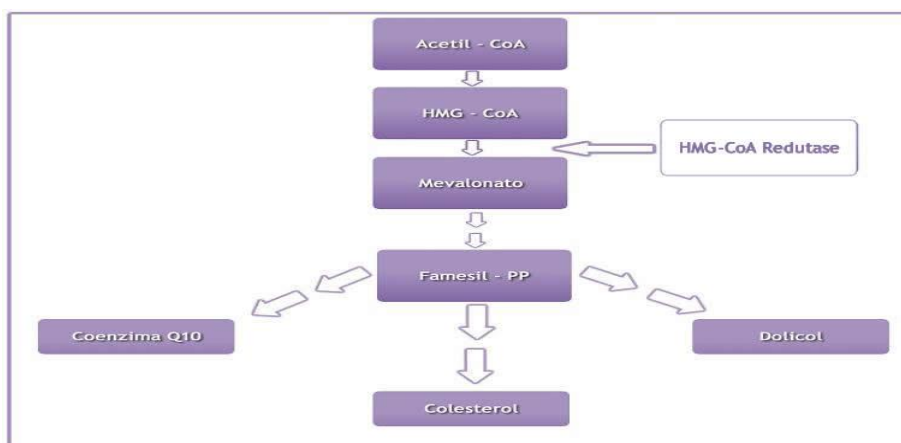 Acetil - CoA
HMG - CoA
HMG-CoA Redutase
Mevalonato
Famesil - PP
Coenzima Q10
Dolicol
Colesterol